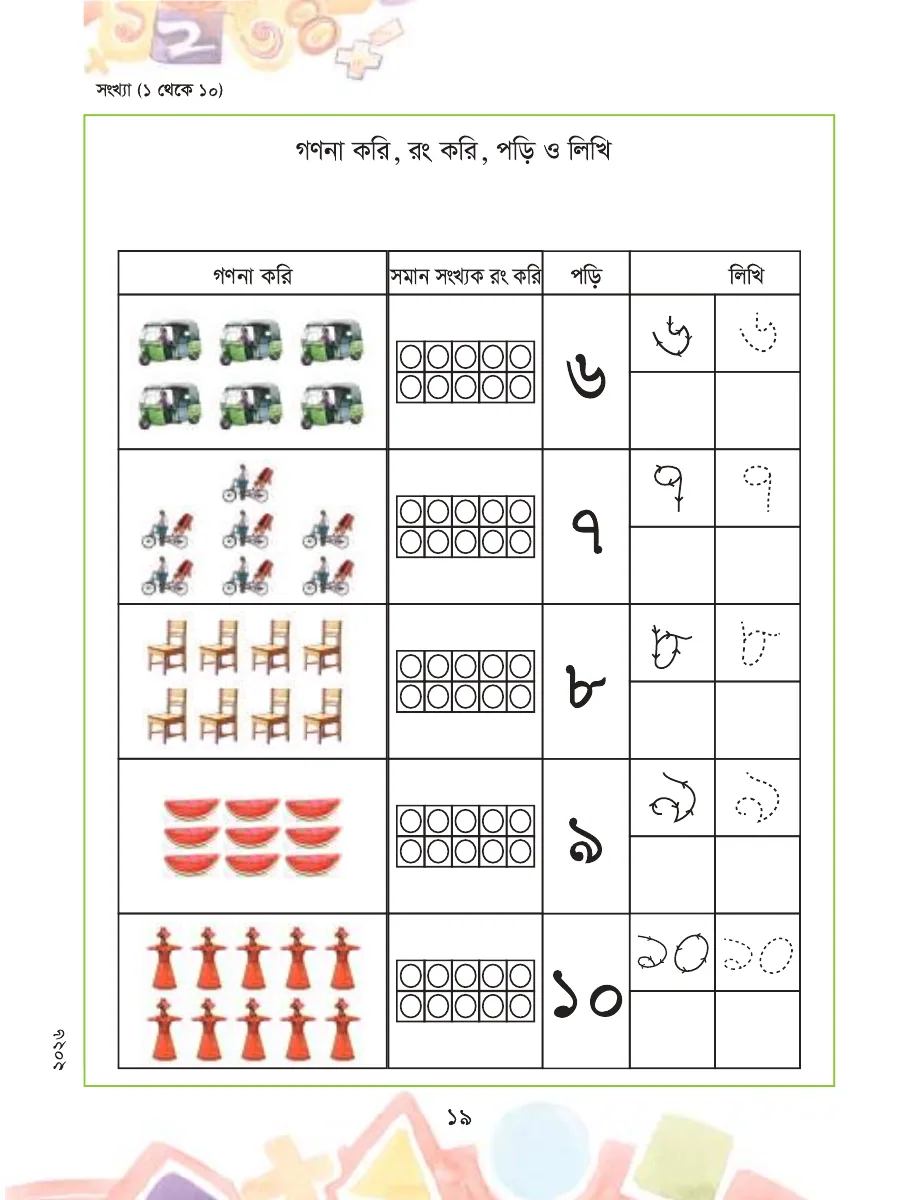 সংখ্যা (১ থেকে ১০)
গণনা করি, রং করি, পড়ি ও লিখি
গণনা করি সমান সংখ্যক রং করি পড়ি লিখি
৬ ৬ ৬
৭ ৭ ৭
৮ ৮ ৮
৯ ৯ ৯
১০ ১০ ১০
২০২৬
১৯